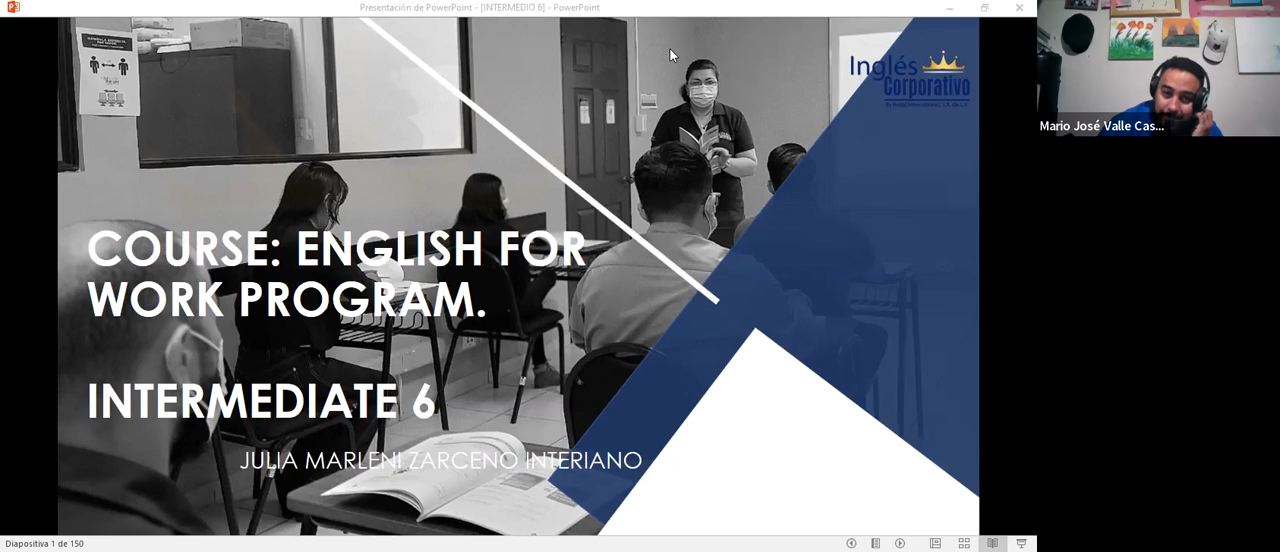 Presentación de PowerPoint - [INTERMEDIO 6] - PowerPoint
Inglés
Corporativo
Mario José Valle Cas...
COURSE: ENGLISH FOR
WORK PROGRAM.
INTERMEDIATE 6
JULIA MARLENI ZARCENO INTERIANO
Diapositiva 1 de 150